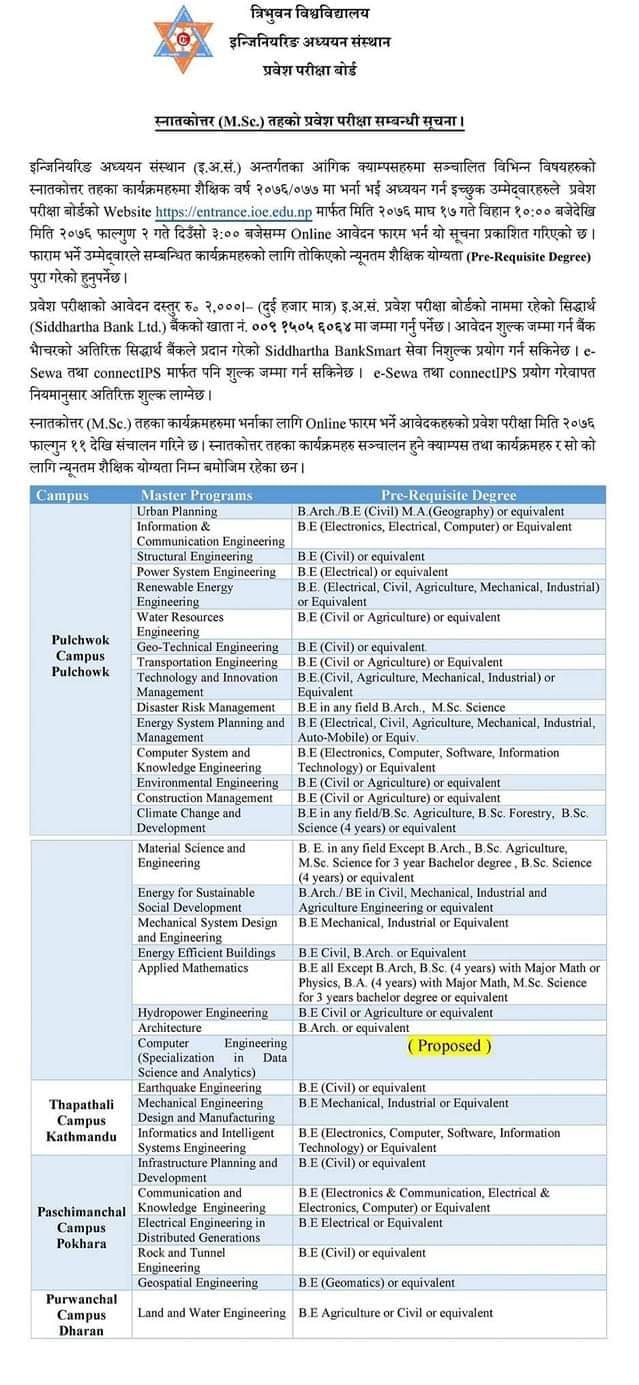 त्रिभुवन विश्वविद्यालय
इन्जिनियरिङ अध्ययन संस्थान
प्रवेश परीक्षा बोर्ड
स्नातकोत्तर (M.Sc.) तहको प्रवेश परीक्षा सम्बन्धी सूचना।
इन्जिनियरिङ अध्ययन संस्थान (इ.अ.सं.) अन्तर्गतका आंगिक क्याम्पसहरुमा सञ्चालित विभिन्न विषयहरुको
स्नातकोत्तर तहका कार्यक्रमहरुमा शैक्षिक वर्ष २०७६/०७७ मा भर्ना भई अध्ययन गर्न इच्छुक उम्मेद्वारहरुले प्रवेश
परीक्षा बोर्डको Website https://entrance.ioe.edu.np मार्फत मिति २०७६ माघ १७ गते विहान १०:०० बजेदेखि
मिति २०७६ फाल्गुण २ गते दिउँसो ३:०० बजेसम्म Online आवेदन फारम भर्न यो सूचना प्रकाशित गरिएको छ।
फाराम भर्ने उम्मेद्वारले सम्बन्धित कार्यक्रमहरुको लागि तोकिएको न्यूनतम शैक्षिक योग्यता (Pre-Requisite Degree)
पुरा गरेको हुनुपर्नेछ।
प्रवेश परीक्षाको आवेदन दस्तुर रु० २,०००|– (दुई हजार मात्र) इ.अ.सं. प्रवेश परीक्षा बोर्डको नाममा रहेको सिद्धार्थ
(Siddhartha Bank Ltd.) बैंकको खाता नं. ००९ १५०५ ६०६४ मा जम्मा गर्नु पर्नेछ। आवेदन शुल्क जम्मा गर्न बैंक
भाैचरको अतिरिक्त सिद्धार्थ बैंकले प्रदान गरेको Siddhartha BankSmart सेवा निशुल्क प्रयोग गर्न सकिनेछ। e-
Sewa तथा connectIPS मार्फत पनि शुल्क जम्मा गर्न सकिनेछ। e-Sewa तथा connectIPS प्रयोग गरेवापत
नियमानुसार अतिरिक्त शुल्क लाग्नेछ।
स्नातकोत्तर (M.Sc.) तहका कार्यक्रमहरुमा भर्नाका लागि Online फारम भर्ने आवेदकहरुको प्रवेश परीक्षा मिति २०७६
फाल्गुन ११ देखि संचालन गरिने छ। स्नातकोत्तर तहका कार्यक्रमहरु सञ्चालन हुने क्याम्पस तथा कार्यक्रमहरु र सो को
लागि न्यूनतम शैक्षिक योग्यता निम्न बमोजिम रहेका छन।
Campus Master Programs Pre-Requisite Degree
Pulchwok
Campus
Pulchowk
Urban Planning B.Arch./B.E (Civil) M.A.(Geography) or equivalent
Information & B.E (Electronics, Electrical, Computer) or Equivalent
Communication Engineering
Structural Engineering B.E (Civil) or equivalent
Power System Engineering B.E (Electrical) or equivalent
Renewable Energy B.E. (Electrical, Civil, Agriculture, Mechanical, Industrial)
Engineering or Equivalent
Water Resources B.E (Civil or Agriculture) or equivalent
Engineering
Geo-Technical Engineering B.E (Civil) or equivalent.
Transportation Engineering B.E (Civil or Agriculture) or Equivalent
Technology and Innovation B.E.(Civil, Agriculture, Mechanical, Industrial) or
Management Equivalent
Disaster Risk Management B.E in any field B.Arch., M.Sc. Science
Energy System Planning and B.E (Electrical, Civil, Agriculture, Mechanical, Industrial,
Management Auto-Mobile) or Equiv.
Computer System and B.E (Electronics, Computer, Software, Information
Knowledge Engineering Technology) or Equivalent
Environmental Engineering B.E (Civil or Agriculture) or equivalent
Construction Management B.E (Civil or Agriculture) or equivalent
Climate Change and B.E in any field/B.Sc. Agriculture, B.Sc. Forestry, B.Sc.
Development Science (4 years) or equivalent
Material Science and B. E. in any field Except B.Arch., B.Sc. Agriculture,
Engineering M.Sc. Science for 3 year Bachelor degree , B.Sc. Science
(4 years) or equivalent
Energy for Sustainable B.Arch./ BE in Civil, Mechanical, Industrial and
Social Development Agriculture Engineering or equivalent
Mechanical System Design B.E Mechanical, Industrial or Equivalent
and Engineering
Energy Efficient Buildings B.E Civil, B.Arch. or Equivalent
Applied Mathematics B.E all Except B.Arch, B.Sc. (4 years) with Major Math or
Physics, B.A. (4 years) with Major Math, M.Sc. Science
for 3 years bachelor degree or equivalent
Hydropower Engineering B.E Civil or Agriculture or equivalent
Architecture B.Arch. or equivalent
Computer Engineering ( Proposed )
(Specialization in Data
Science and Analytics)
Thapathali
Campus
Kathmandu
Earthquake Engineering B.E (Civil) or equivalent
Mechanical Engineering B.E Mechanical, Industrial or Equivalent
Design and Manufacturing
Informatics and Intelligent B.E (Electronics, Computer, Software, Information
Systems Engineering Technology) or Equivalent
Paschimanchal
Campus
Pokhara
Infrastructure Planning and B.E (Civil) or equivalent
Development
Communication and B.E (Electronics & Communication, Electrical &
Knowledge Engineering Electronics, Computer) or Equivalent
Electrical Engineering in B.E Electrical or Equivalent
Distributed Generations
Rock and Tunnel B.E (Civil) or equivalent
Engineering
Geospatial Engineering B.E (Geomatics) or equivalent
Purwanchal
Campus
Dharan
Land and Water Engineering B.E Agriculture or Civil or equivalent